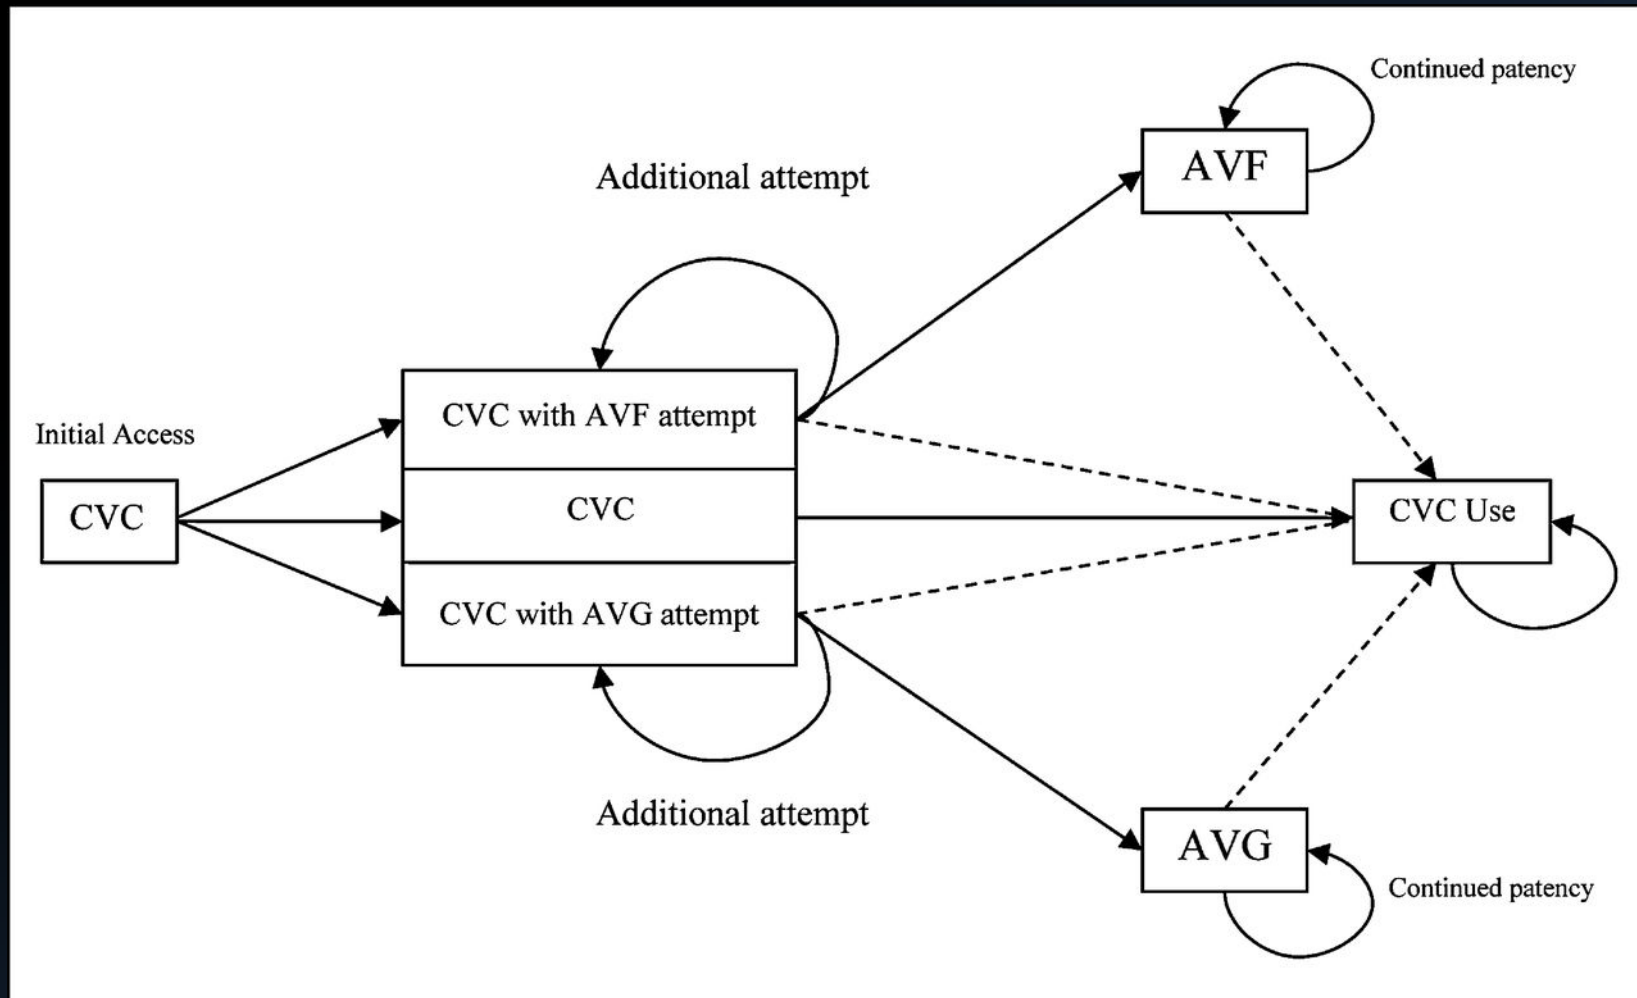 Continued patency
AVF
Additional attempt
CVC with AVF attempt
Initial Access
CVC
CVC
CVC Use
CVC with AVG attempt
Additional attempt
AVG
Continued patency